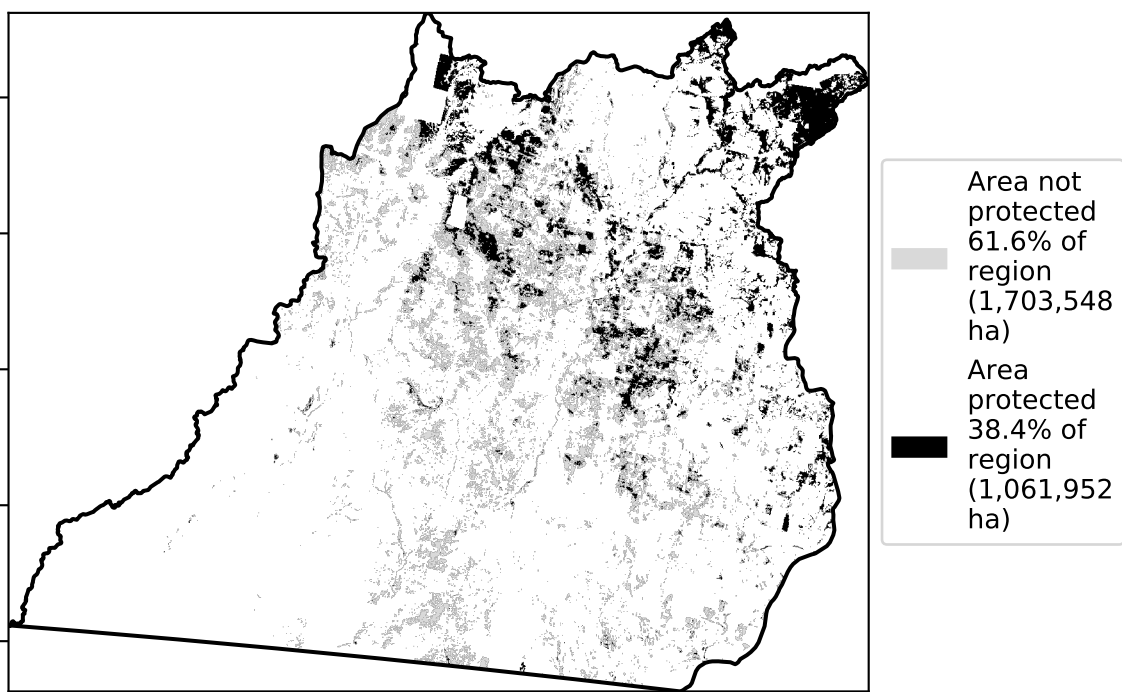 Area not
protected
61.6% of
region
(1,703,548
ha)
Area
protected
38.4% of
region
(1,061,952
ha)